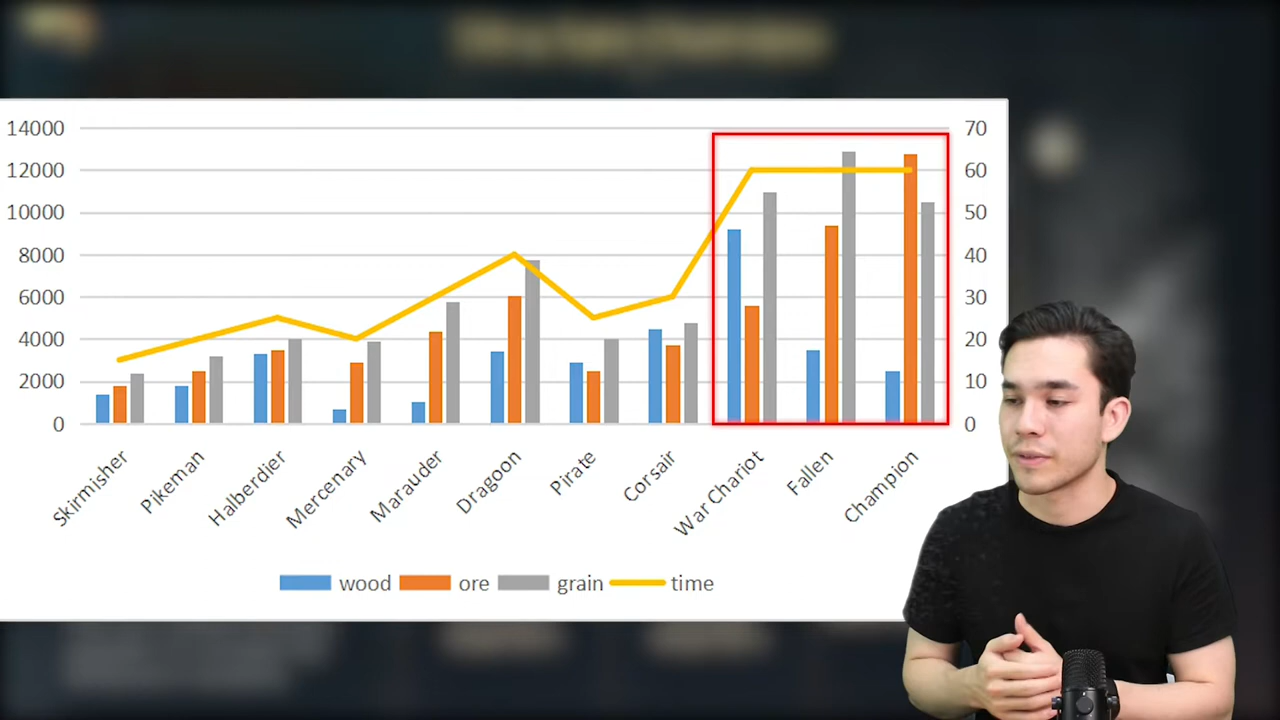 14000
12000
10000
8000
6000
4000
2000
0
70
60
50
40
30
20
10
0
Skirmisher
Pikeman
Halberdier
Mercenary
Marauder
Dragoon
Pirate
Corsair
War Chariot
Fallen
Champion
wood ore grain time